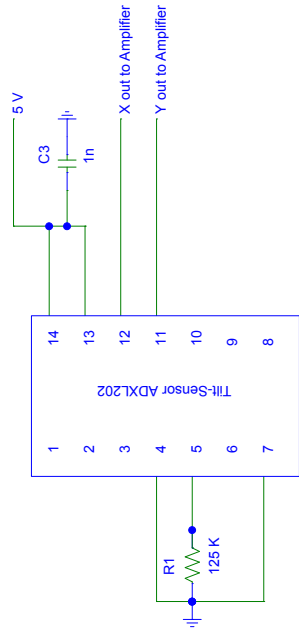 5 V
C3
1n
X out to Amplifier
Y out to Amplifier
14
13
12
11
10
9
8
Tilt-Sensor ADXL202
1
2
3
4
5
6
7
R1
125 K